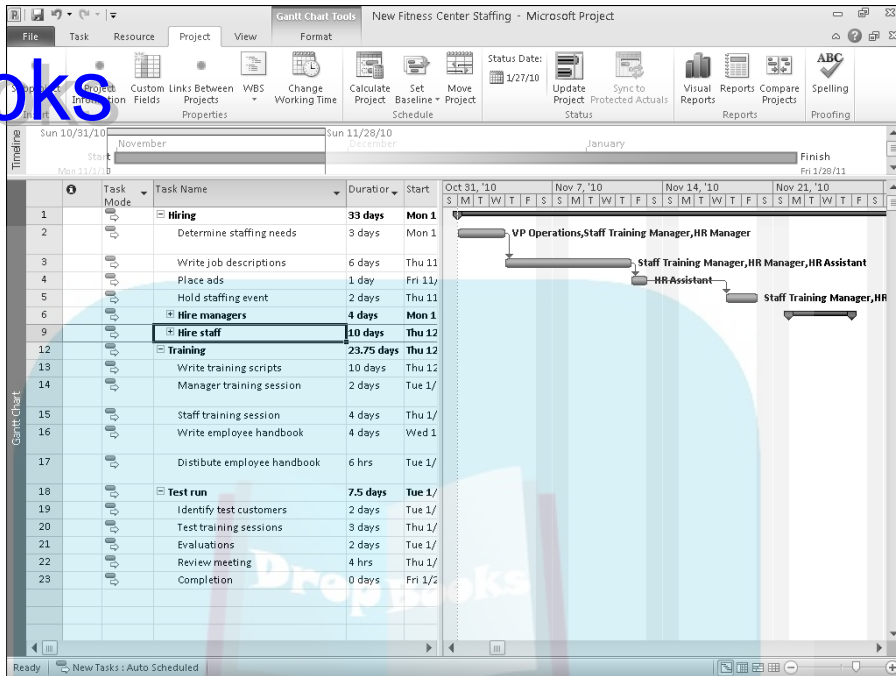 Gantt Chart Tools New Fitness Center Staffing - Microsoft Project
File Task Resource Project View Format
oks
Project Information
Custom Fields
Links Between Projects
WBS
Change Working Time
Calculate Project
Set Baseline
Move Project
Status Date:
1/27/10
Update Project
Sync to Protected Actuals
Visual Reports
Reports
Compare Projects
ABC
Spelling
Properties Schedule Status Reports Proofing
Timeline
Sun 10/31/10 Sun 11/28/10
November December January
Start Finish
Mon 11/1/10 Fri 1/28/11
Task Mode Task Name Duration Start
Oct 31, '10 Nov 7, '10 Nov 14, '10 Nov 21, '10
S M T W T F S S M T W T F S S M T W T F S S M T W T F S
1 Hiring 33 days Mon 1
2 Determine staffing needs 3 days Mon 1 VP Operations,Staff Training Manager,HR Manager
3 Write job descriptions 6 days Thu 11 Staff Training Manager,HR Manager,HR Assistant
4 Place ads 1 day Fri 11/ HR Assistant
5 Hold staffing event 2 days Thu 11 Staff Training Manager,HR
6 Hire managers 4 days Mon 1
9 Hire staff 10 days Thu 12
12 Training 23.75 days Thu 12
13 Write training scripts 10 days Thu 12
14 Manager training session 2 days Tue 1/
15 Staff training session 4 days Thu 1/
16 Write employee handbook 4 days Wed 1
17 Distibute employee handbook 6 hrs Tue 1/
18 Test run 7.5 days Tue 1/
19 Identify test customers 2 days Tue 1/
20 Test training sessions 3 days Thu 1/
21 Evaluations 2 days Tue 1/
22 Review meeting 4 hrs Thu 1/
23 Completion 0 days Fri 1/2
Gantt Chart
Drop Books
Ready New Tasks : Auto Scheduled